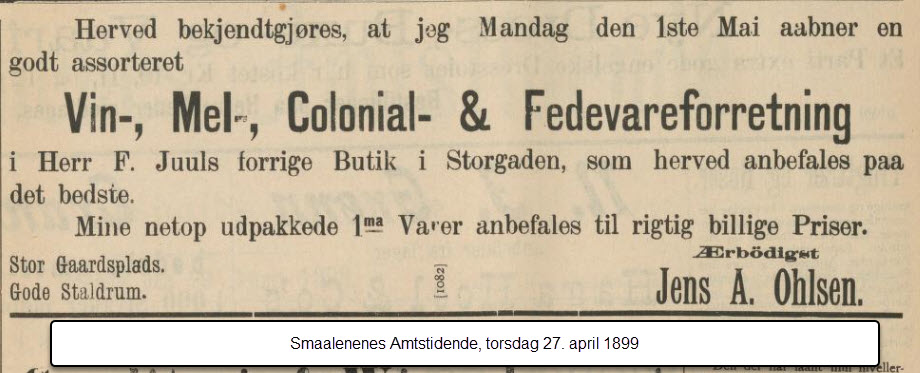 Herved bekjendtgjøres, at jeg Mandag den 1ste Mai aabner en
godt assorteret
Vin-, Mel-, Colonial- & Fedevareforretning
i Herr F. Juuls forrige Butik i Storgaden, som herved anbefales paa
det bedste.
Mine netop udpakkede 1ma Varer anbefales til rigtig billige Priser.
Stor Gaardsplads.
Gode Staldrum.
[1082]
Ærbödigst
Jens A. Ohlsen.
Smaalenenes Amtstidende, torsdag 27. april 1899